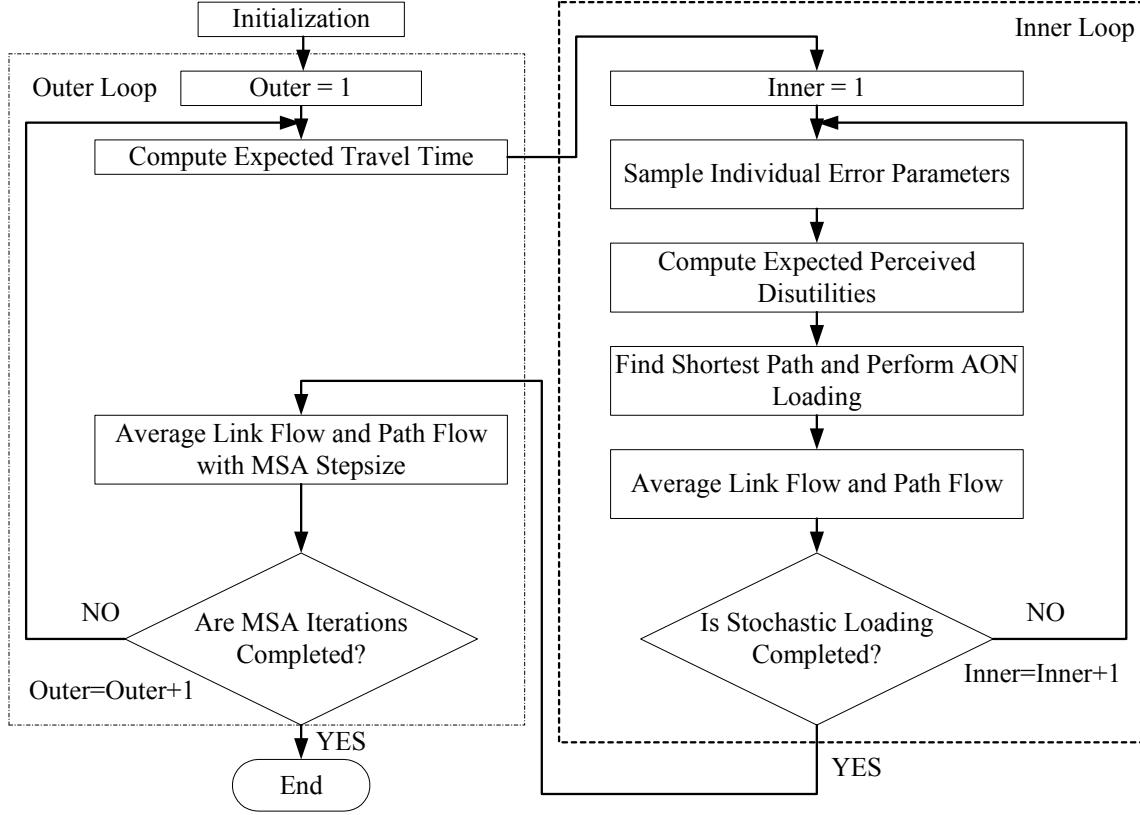 Initialization
Outer Loop
Outer = 1
Compute Expected Travel Time
Average Link Flow and Path Flow
with MSA Stepsize
NO
Are MSA Iterations
Completed?
Outer=Outer+1
YES
End
Inner Loop
Inner = 1
Sample Individual Error Parameters
Compute Expected Perceived
Disutilities
Find Shortest Path and Perform AON
Loading
Average Link Flow and Path Flow
Is Stochastic Loading
Completed?
NO
Inner=Inner+1
YES